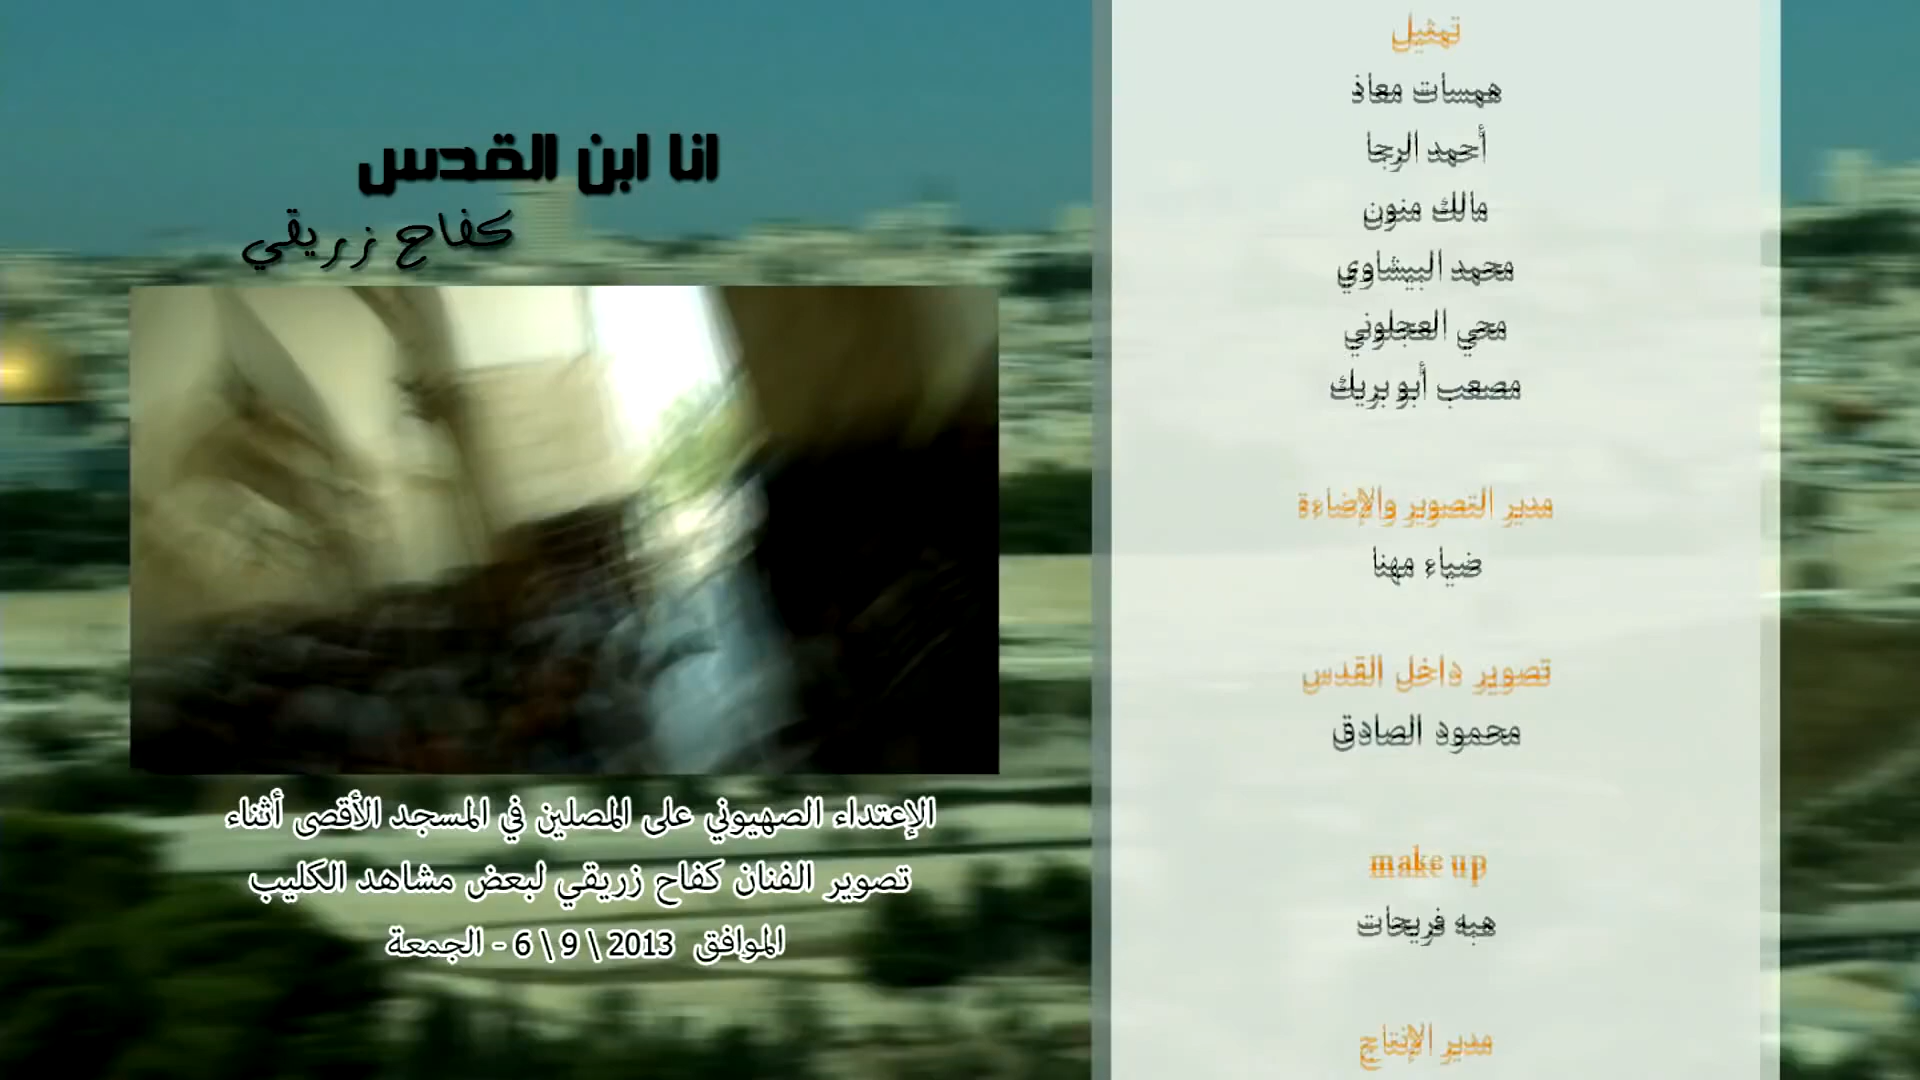 انا ابن القدس
كفاح زريقي
الإعتداء الصهيوني على المصلين في المسجد الأقصى أثناء
تصوير الفنان كفاح زريقي لبعض مشاهد الكليب
الموافق 2013\9\6 - الجمعة
تمثيل
همسات معاذ
أحمد الرجا
مالك منون
محمد البيشاوي
محي العجلوني
مصعب أبو بريك
مدير التصوير والإضاءة
ضياء مهنا
تصوير داخل القدس
محمود الصادق
make up
هبه فريحات
مدير الإنتاج